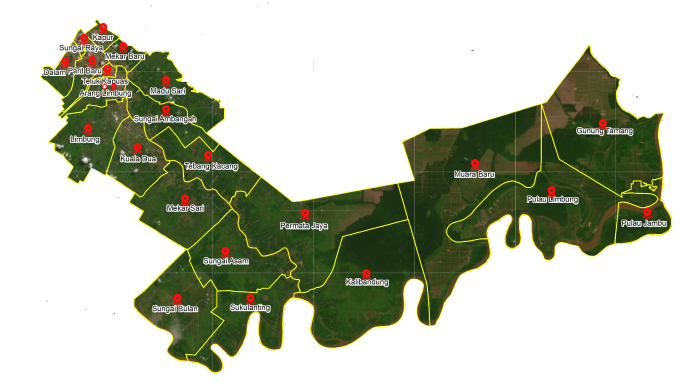 Kapur
Sungai Raya
Mekar Baru
Dalam
Parit Baru
Teluk Kapuas
Arang Limbung
Madu Sari
Sungai Ambangah
Limbung
Kuala Dua
Tebang Kacang
Gunung Tamang
Muara Baru
Pulau Limbung
Mekar Sari
Permata Jaya
Pulau Jambu
Sungai Asam
Kalibandung
Sungai Bulan
Sukulanting